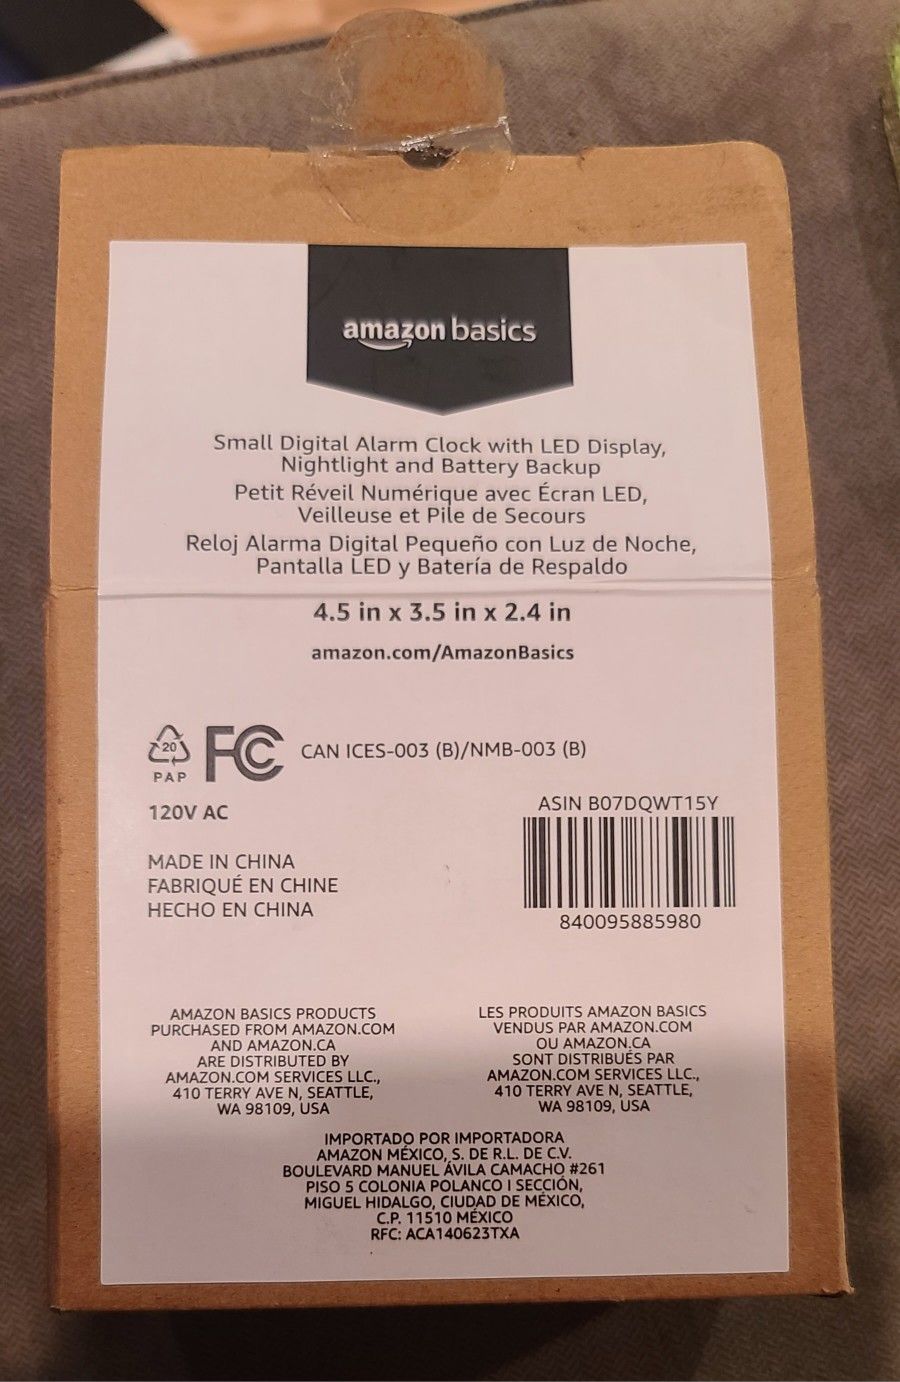 amazon basics
Small Digital Alarm Clock with LED Display,
Nightlight and Battery Backup
Petit Réveil Numérique avec Écran LED,
Veilleuse et Pile de Secours
Reloj Alarma Digital Pequeño con Luz de Noche,
Pantalla LED y Batería de Respaldo
4.5 in x 3.5 in x 2.4 in
amazon.com/AmazonBasics
20
PAP
FC
CAN ICES-003 (B)/NMB-003 (B)
120V AC
MADE IN CHINA
FABRIQUÉ EN CHINE
HECHO EN CHINA
ASIN B07DQWT15Y
840095885980
AMAZON BASICS PRODUCTS
PURCHASED FROM AMAZON.COM
AND AMAZON.CA
ARE DISTRIBUTED BY
AMAZON.COM SERVICES LLC.,
410 TERRY AVE N, SEATTLE,
WA 98109, USA
LES PRODUITS AMAZON BASICS
VENDUS PAR AMAZON.COM
OU AMAZON.CA
SONT DISTRIBUÉS PAR
AMAZON.COM SERVICES LLC.,
410 TERRY AVE N, SEATTLE,
WA 98109, USA
IMPORTADO POR IMPORTADORA
AMAZON MÉXICO, S. DE R.L. DE C.V.
BOULEVARD MANUEL ÁVILA CAMACHO #261
PISO 5 COLONIA POLANCO I SECCIÓN,
MIGUEL HIDALGO, CIUDAD DE MÉXICO,
C.P. 11510 MÉXICO
RFC: ACA140623TXA